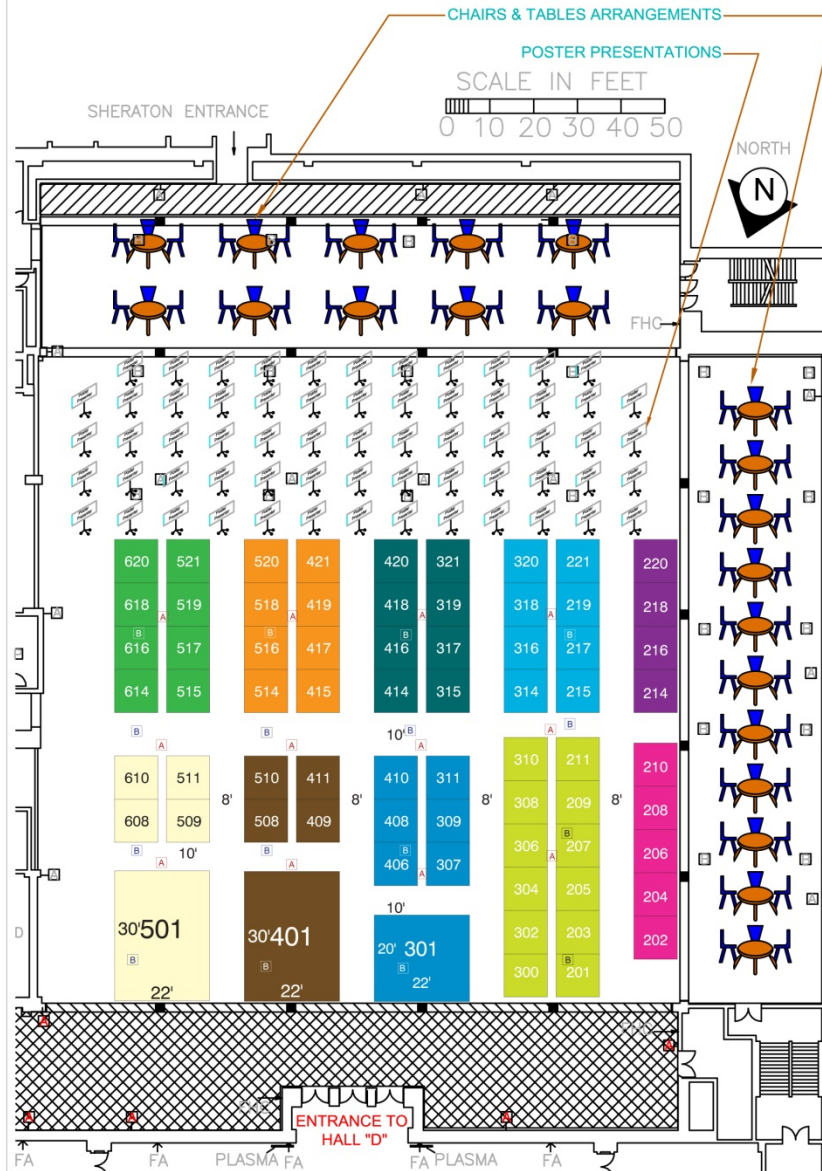 CHAIRS & TABLES ARRANGEMENTS
POSTER PRESENTATIONS
SCALE IN FEET
0 10 20 30 40 50
SHERATON ENTRANCE
NORTH
N
FHC
620 521 520 421 420 321 320 221 220
618 519 518 419 418 319 318 219 218
616 517 516 417 416 317 316 217 216
614 515 514 415 414 315 314 215 214
10'
610 511 510 411 410 311 310 211 210
608 509 508 409 408 309 308 209 208
8' 8' 8' 8'
406 307 306 207 206
10'
304 205 204
10'
30' 501 30' 401 20' 301 302 203 202
22' 22' 22' 300 201
ENTRANCE TO
HALL "D"
FA FA PLASMA FA PLASMA FA